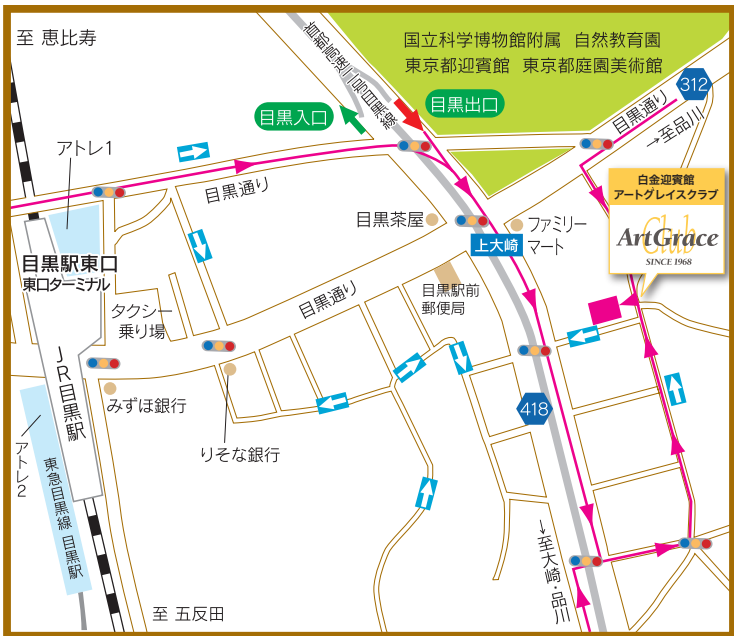 至 恵比寿
首都高速二号目黒線
国立科学博物館附属 自然教育園
東京都迎賓館 東京都庭園美術館
目黒入口
目黒出口
312
目黒通り
→至品川
アトレ1
目黒通り
白金迎賓館
アートグレイスクラブ
Club
ArtGrace
SINCE 1968
目黒茶屋
ファミリー
マート
上大崎
目黒駅東口
東口ターミナル
タクシー
乗り場
目黒通り
目黒駅前
郵便局
JR目黒駅
みずほ銀行
りそな銀行
418
アトレ2
東急目黒線 目黒駅
→至大崎・品川
至 五反田